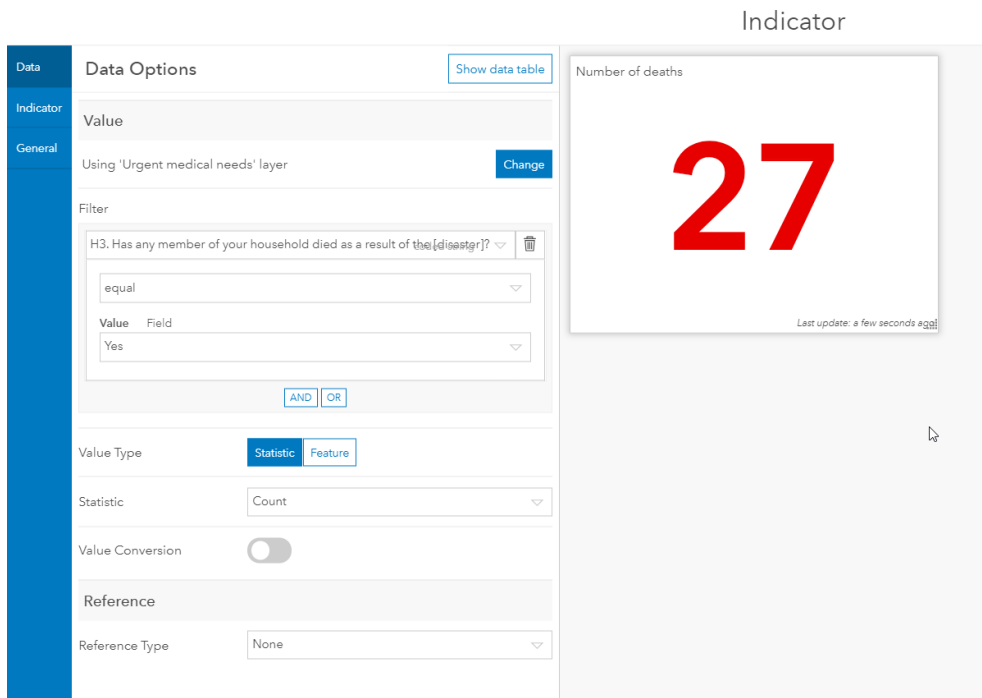 Indicator
Data
Indicator
General
Data Options
Show data table
Value
Using 'Urgent medical needs' layer
Change
Filter
H3. Has any member of your household died as a result of the [disaster]?
equal
Value Field
Yes
AND OR
Value Type
Statistic Feature
Statistic
Count
Value Conversion
Reference
Reference Type
None
Number of deaths
27
Last update: a few seconds ago